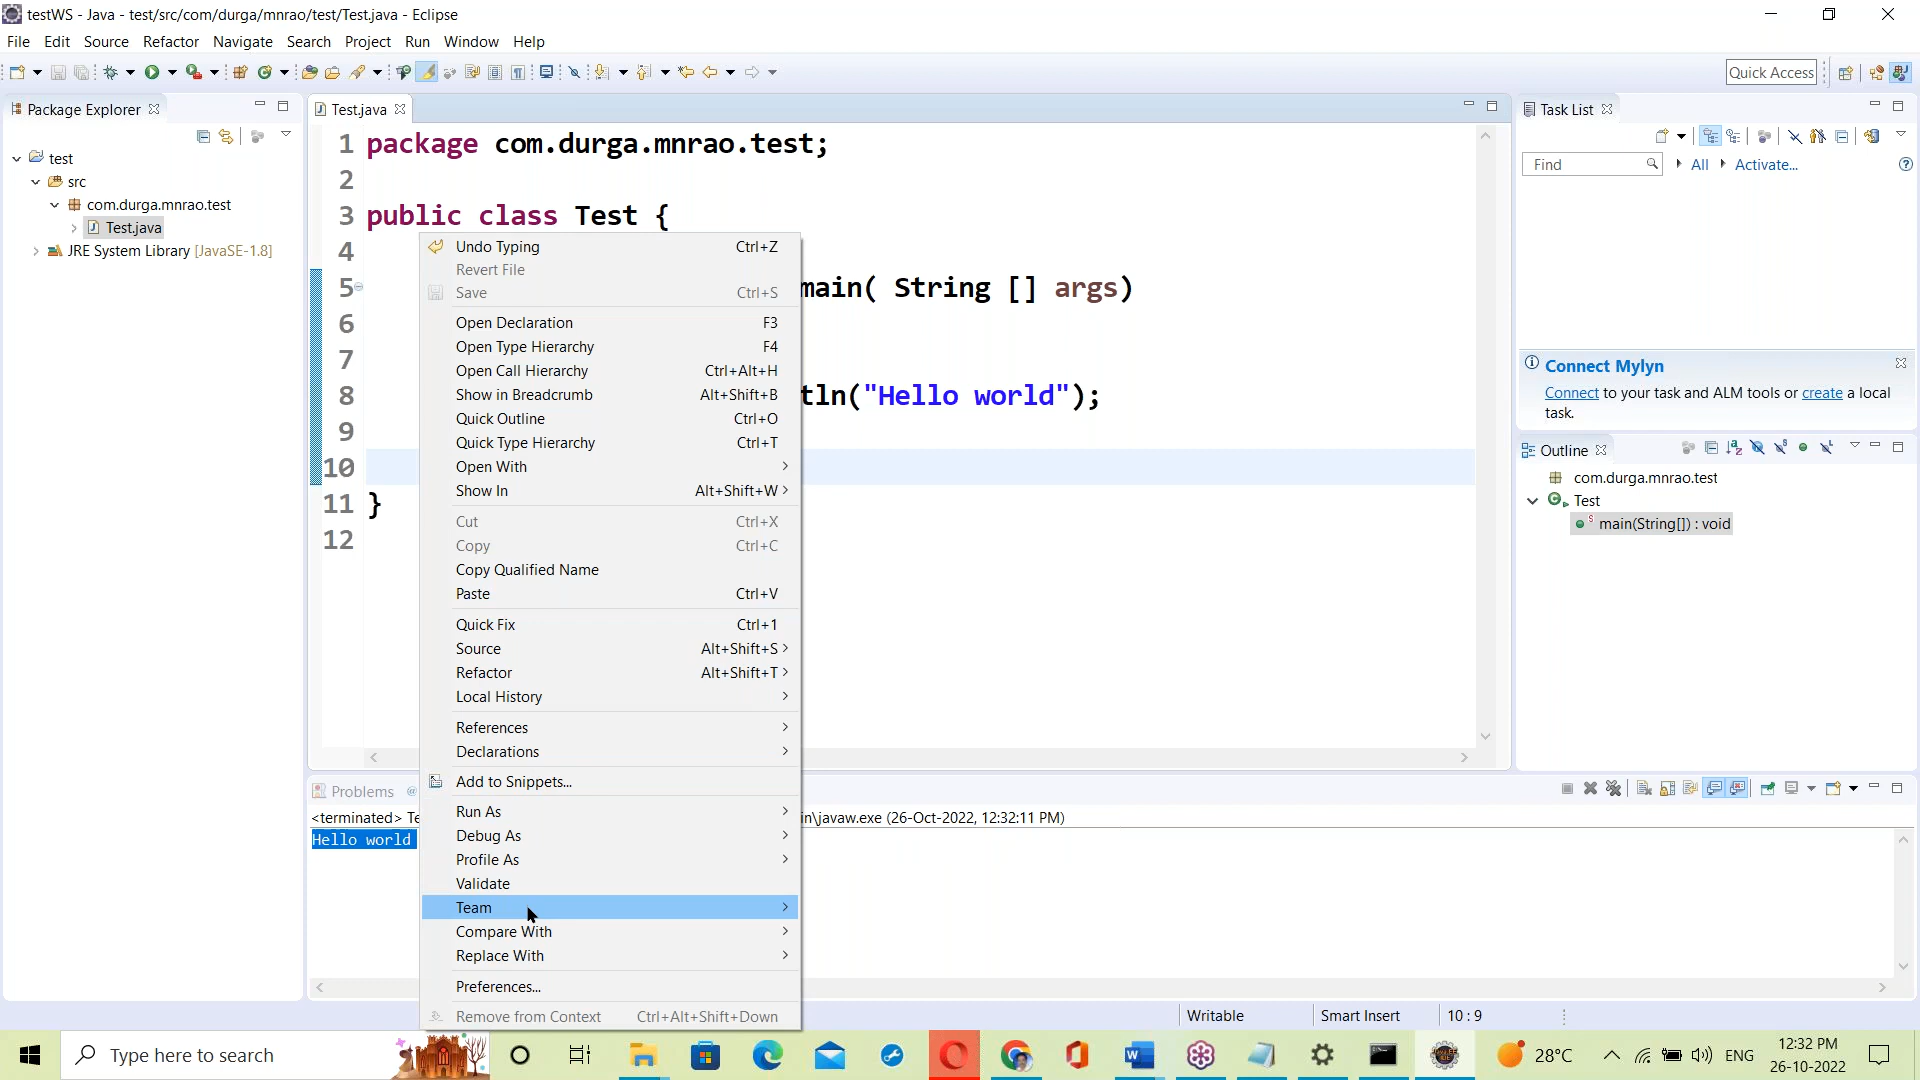 testWS - Java - test/src/com/durga/mnrao/test/Test.java - Eclipse
File Edit Source Refactor Navigate Search Project Run Window Help
Quick Access
Package Explorer
test
src
com.durga.mnrao.test
Test.java
JRE System Library [JavaSE-1.8]
Test.java
1 package com.durga.mnrao.test;
2
3 public class Test {
4
5 main( String [] args)
6
7
8 tln("Hello world");
9
10
11 }
12
Undo Typing Ctrl+Z
Revert File
Save Ctrl+S
Open Declaration F3
Open Type Hierarchy F4
Open Call Hierarchy Ctrl+Alt+H
Show in Breadcrumb Alt+Shift+B
Quick Outline Ctrl+O
Quick Type Hierarchy Ctrl+T
Open With
Show In Alt+Shift+W
Cut Ctrl+X
Copy Ctrl+C
Copy Qualified Name
Paste Ctrl+V
Quick Fix Ctrl+1
Source Alt+Shift+S
Refactor Alt+Shift+T
Local History
References
Declarations
Add to Snippets...
Run As
Debug As
Profile As
Validate
Team
Compare With
Replace With
Preferences...
Remove from Context Ctrl+Alt+Shift+Down
Task List
Find All Activate...
Connect Mylyn
Connect to your task and ALM tools or create a local
task.
Outline
com.durga.mnrao.test
Test
main(String[]) : void
Problems @
<terminated> Te in\javaw.exe (26-Oct-2022, 12:32:11 PM)
Hello world
Writable Smart Insert 10 : 9
Type here to search
28°C ENG
12:32 PM
26-10-2022